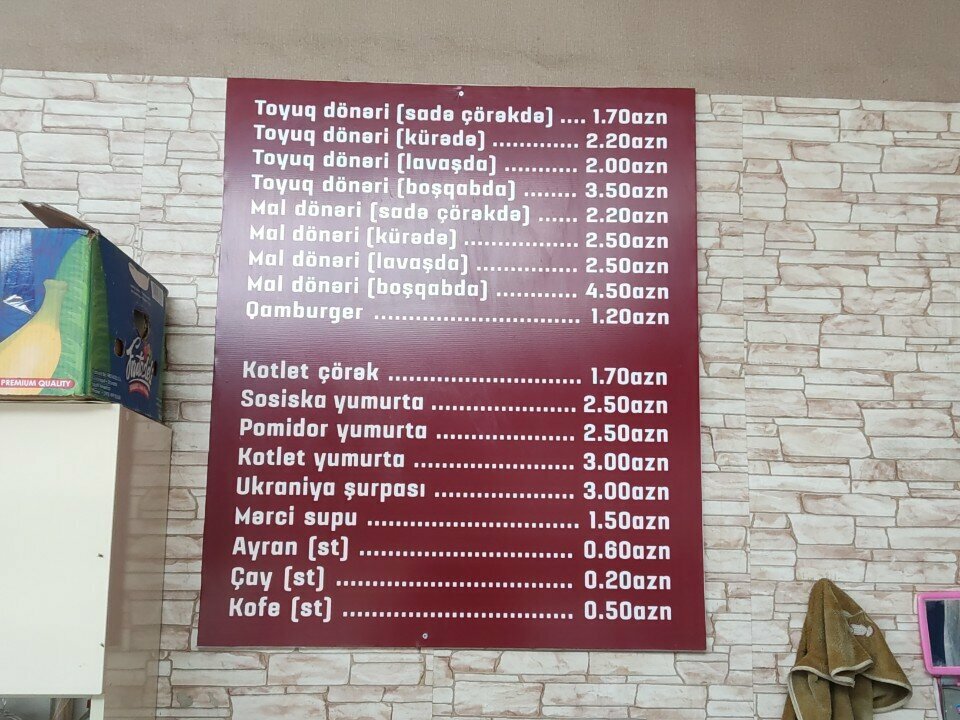 Toyuq dönəri (sadə çörəkdə) .... 1.70azn
Toyuq dönəri (kürədə) ............. 2.20azn
Toyuq dönəri (lavaşda) ........... 2.00azn
Toyuq dönəri (boşqabda) ........ 3.50azn
Mal dönəri (sadə çörəkdə) ...... 2.20azn
Mal dönəri (kürədə) ................. 2.50azn
Mal dönəri (lavaşda) ............... 2.50azn
Mal dönəri (boşqabda) ............ 4.50azn
Qamburger .............................. 1.20azn
Kotlet çörək ............................ 1.70azn
Sosiska yumurta ..................... 2.50azn
Pomidor yumurta .................... 2.50azn
Kotlet yumurta ....................... 3.00azn
Ukraniya şurpası .................... 3.00azn
Mərci supu .............................. 1.50azn
Ayran (st) ............................... 0.60azn
Çay (st) .................................. 0.20azn
Kofe (st) ................................. 0.50azn
PREMIUM QUALITY